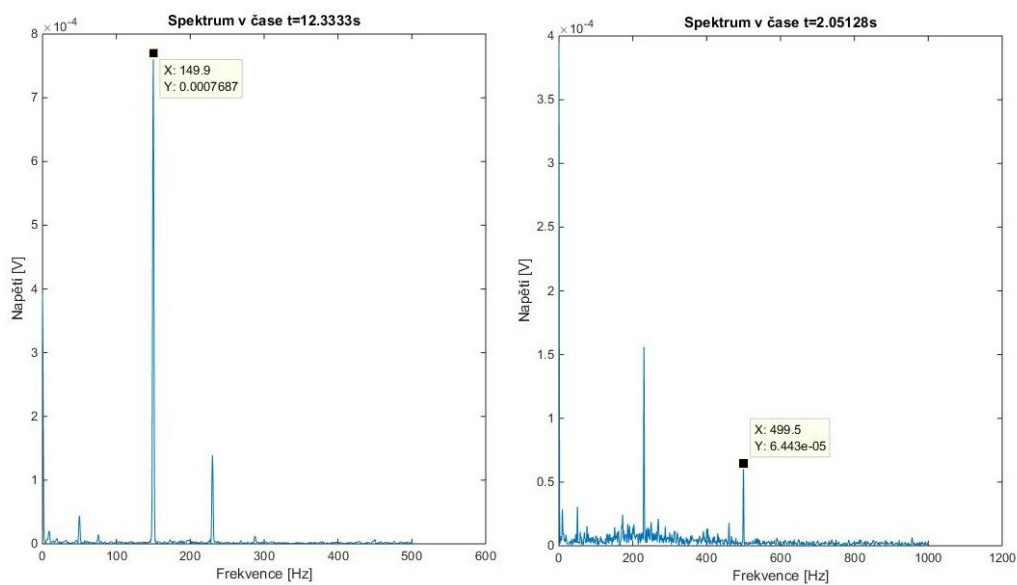 Spektrum v čase t=12.3333s
×10⁻⁴
8
7
6
5
4
3
2
1
0
Napětí [V]
X: 149.9
Y: 0.0007687
0 100 200 300 400 500 600
Frekvence [Hz]
Spektrum v čase t=2.05128s
×10⁻⁴
4
3.5
3
2.5
2
1.5
1
0.5
0
Napětí [V]
X: 499.5
Y: 6.443e-05
0 200 400 600 800 1000 1200
Frekvence [Hz]